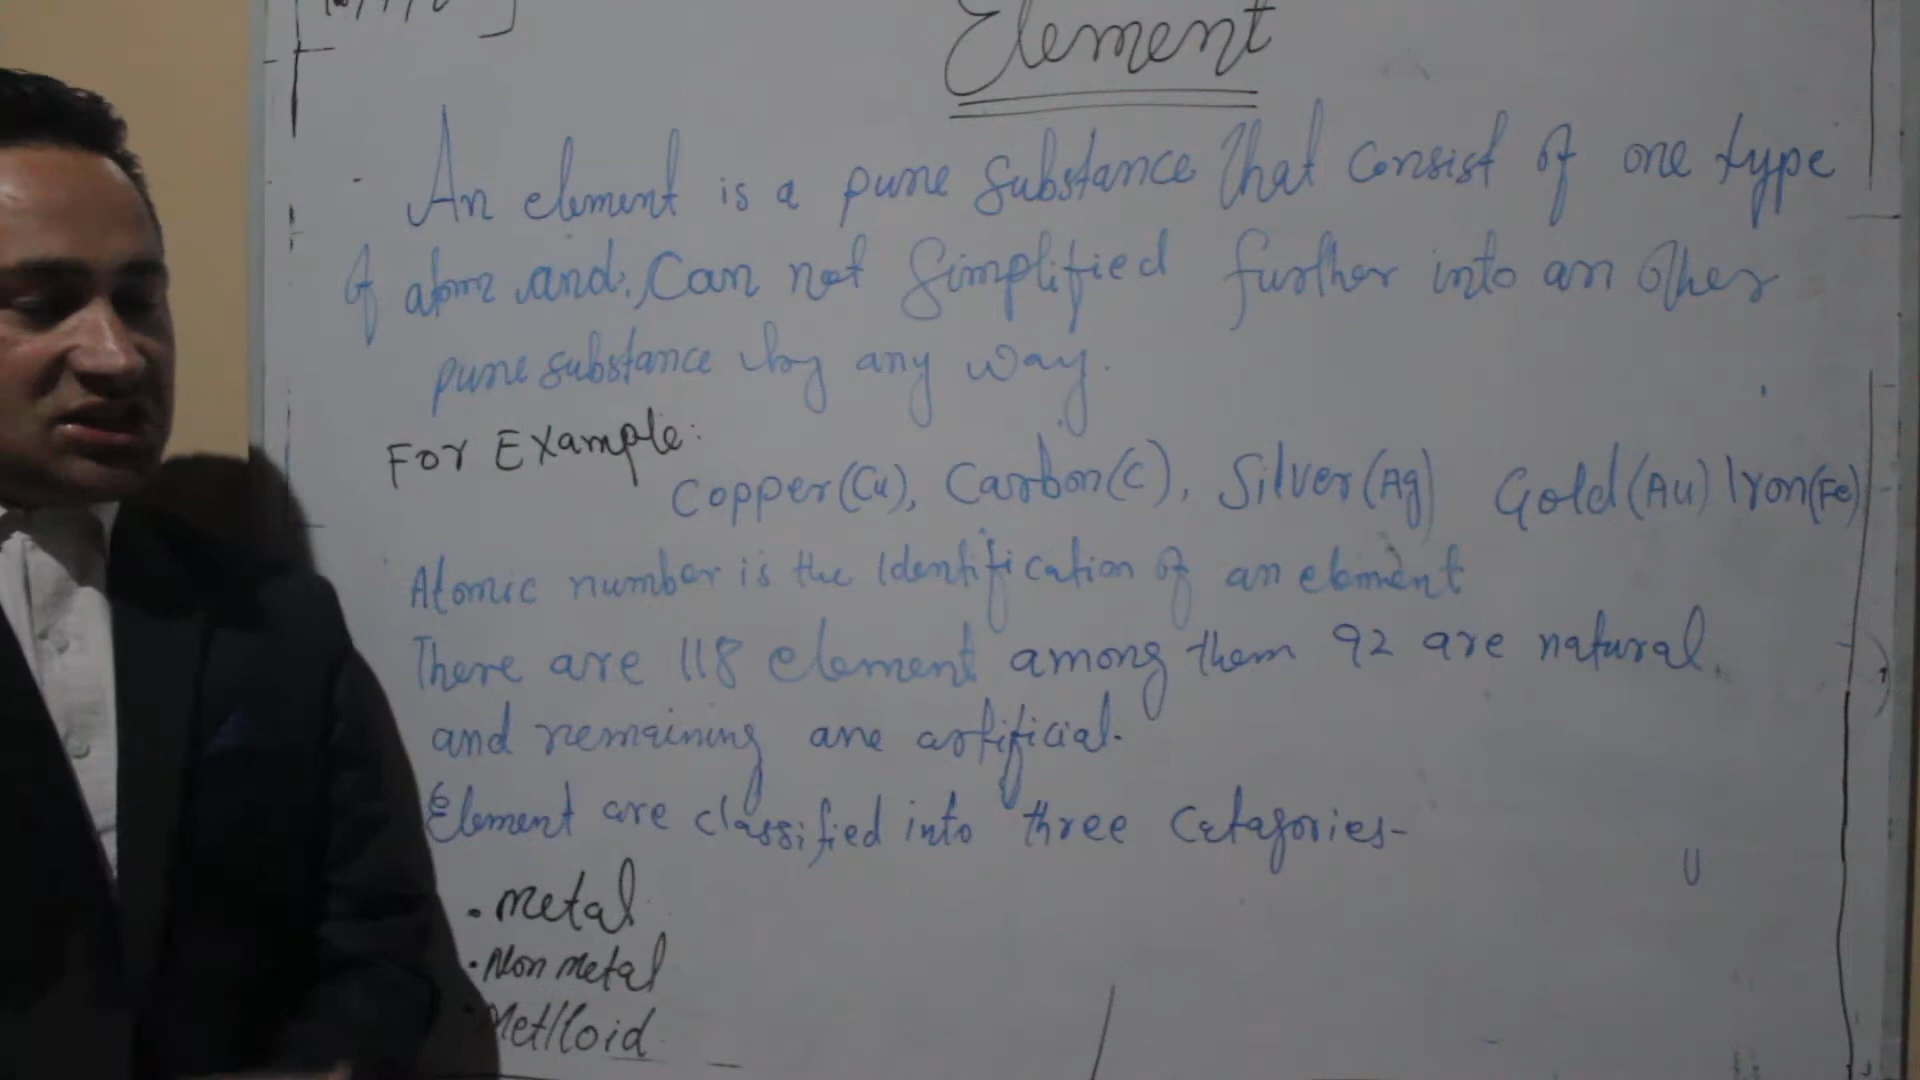 Element
An element is a pure substance that consist of one type
of atom and, Can not Simplified further into an other
pure substance by any way.
For Example:
Copper(Cu), Carbon(C), Silver(Ag) Gold(Au) Iron(Fe)
Atomic number is the Identification of an element
There are 118 element among them 92 are natural.
and remaining are artificial.
Element are classified into three Cetagories-
• Metal
• Non Metal
• Metlloid